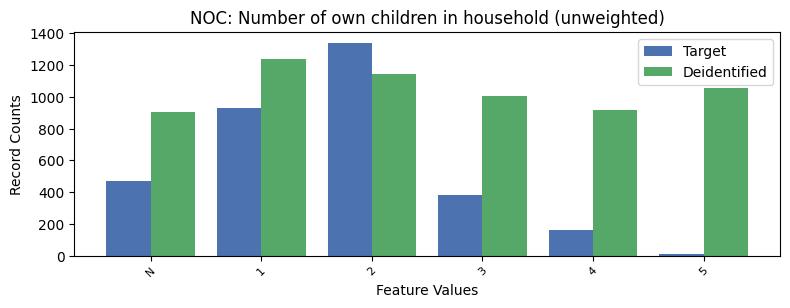 NOC: Number of own children in household (unweighted)
Target
Deidentified
Record Counts
1400
1200
1000
800
600
400
200
0
N 1 2 3 4 5
Feature Values